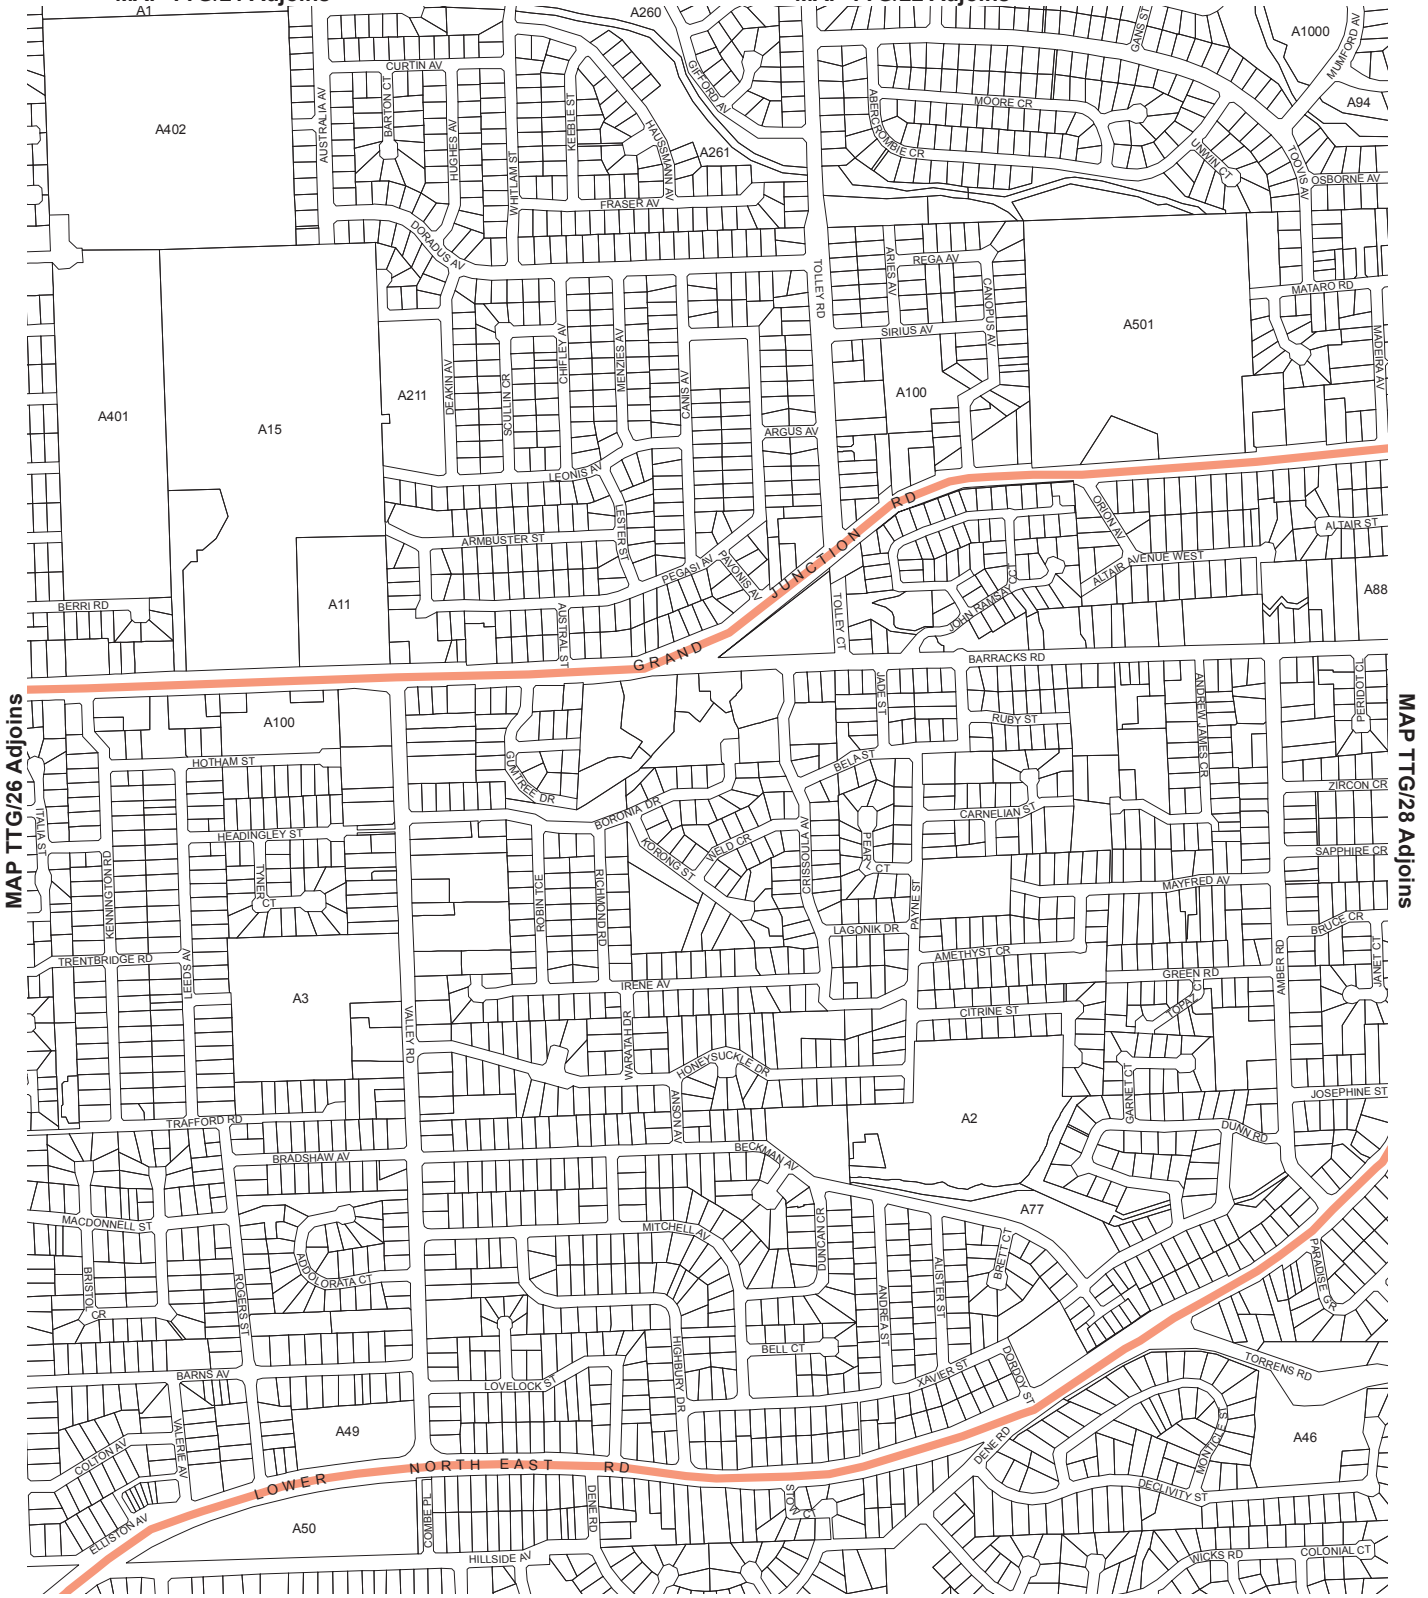 A1
A260
GANS ST
A1000
MUMFORD AV
CURTIN AV
GIFFORD AV
AUSTRALIA AV
BARTON CT
HUGHES AV
KEEBLE ST
HAUSSMANN AV
ABERCROMBIE CR
MOORE CR
A94
A402
A261
WHITLAM ST
UNWIN CT
TOOVIS AV
OSBORNE AV
FRASER AV
DORADUS AV
TOLLEY RD
ARIES AV
REGA AV
CANOPUS AV
MATARO RD
A501
SIRIUS AV
MADEIRA AV
A401
A15
A211
DEAKIN AV
SCULLIN CR
CHIFLEY AV
MENZIES AV
CANIS AV
A100
ARGUS AV
LEONIS AV
LESTER ST
GRAND JUNCTION RD
ORION AV
ALTAIR ST
ARMBUSTER ST
PEGASI AV
PAVONIS AV
ALTAIR AVENUE WEST
JOHN RAMSAY CCT
BERRI RD
A11
AUSTRAL ST
TOLLEY CT
A88
BARRACKS RD
MAP TTG/26 Adjoins
MAP TTG/28 Adjoins
A100
JADE ST
RUBY ST
ANDREW JAMES CR
PERIDOT CL
HOTHAM ST
GUMTREE DR
BELA ST
ZIRCON CR
ITALIA ST
KENNINGTON RD
HEADINGLEY ST
BORONIA DR
KORONG ST
WELD CR
CRISSOULA AV
PEARL CT
CARNELIAN ST
SAPPHIRE CR
TYNER CT
ROBIN TCE
RICHMOND RD
PAYNE ST
MAYFRED AV
BRUCE CR
LAGONIK DR
TRENTBRIDGE RD
LEEDS AV
AMETHYST CR
AMBER RD
JANET CT
A3
IRENE AV
GREEN RD
TOPAZ CT
VALLEY RD
WARATAH DR
CITRINE ST
HONEYSUCKLE DR
GARNET CT
JOSEPHINE ST
ANSON AV
A2
TRAFFORD RD
DUNN RD
BRADSHAW AV
BECKMAN AV
MACDONNELL ST
MITCHELL AV
DUNCAN CR
A77
BRISTOL CR
ROGERS ST
ADDOLORATA CT
ANDREA ST
ALISTER ST
BRETT CT
PARADISE GR
HIGHBURY DR
BELL CT
BARNS AV
LOVELOCK ST
XAVIER ST
DORDOY ST
TORRENS RD
VALERIE AV
A49
COLTON AV
DENE RD
MONTICLE ST
A46
LOWER NORTH EAST RD
DECLIVITY ST
ELLISTON AV
A50
COMBE PL
DENE RD
STOW CT
HILLSIDE AV
WICKS RD
COLONIAL CT